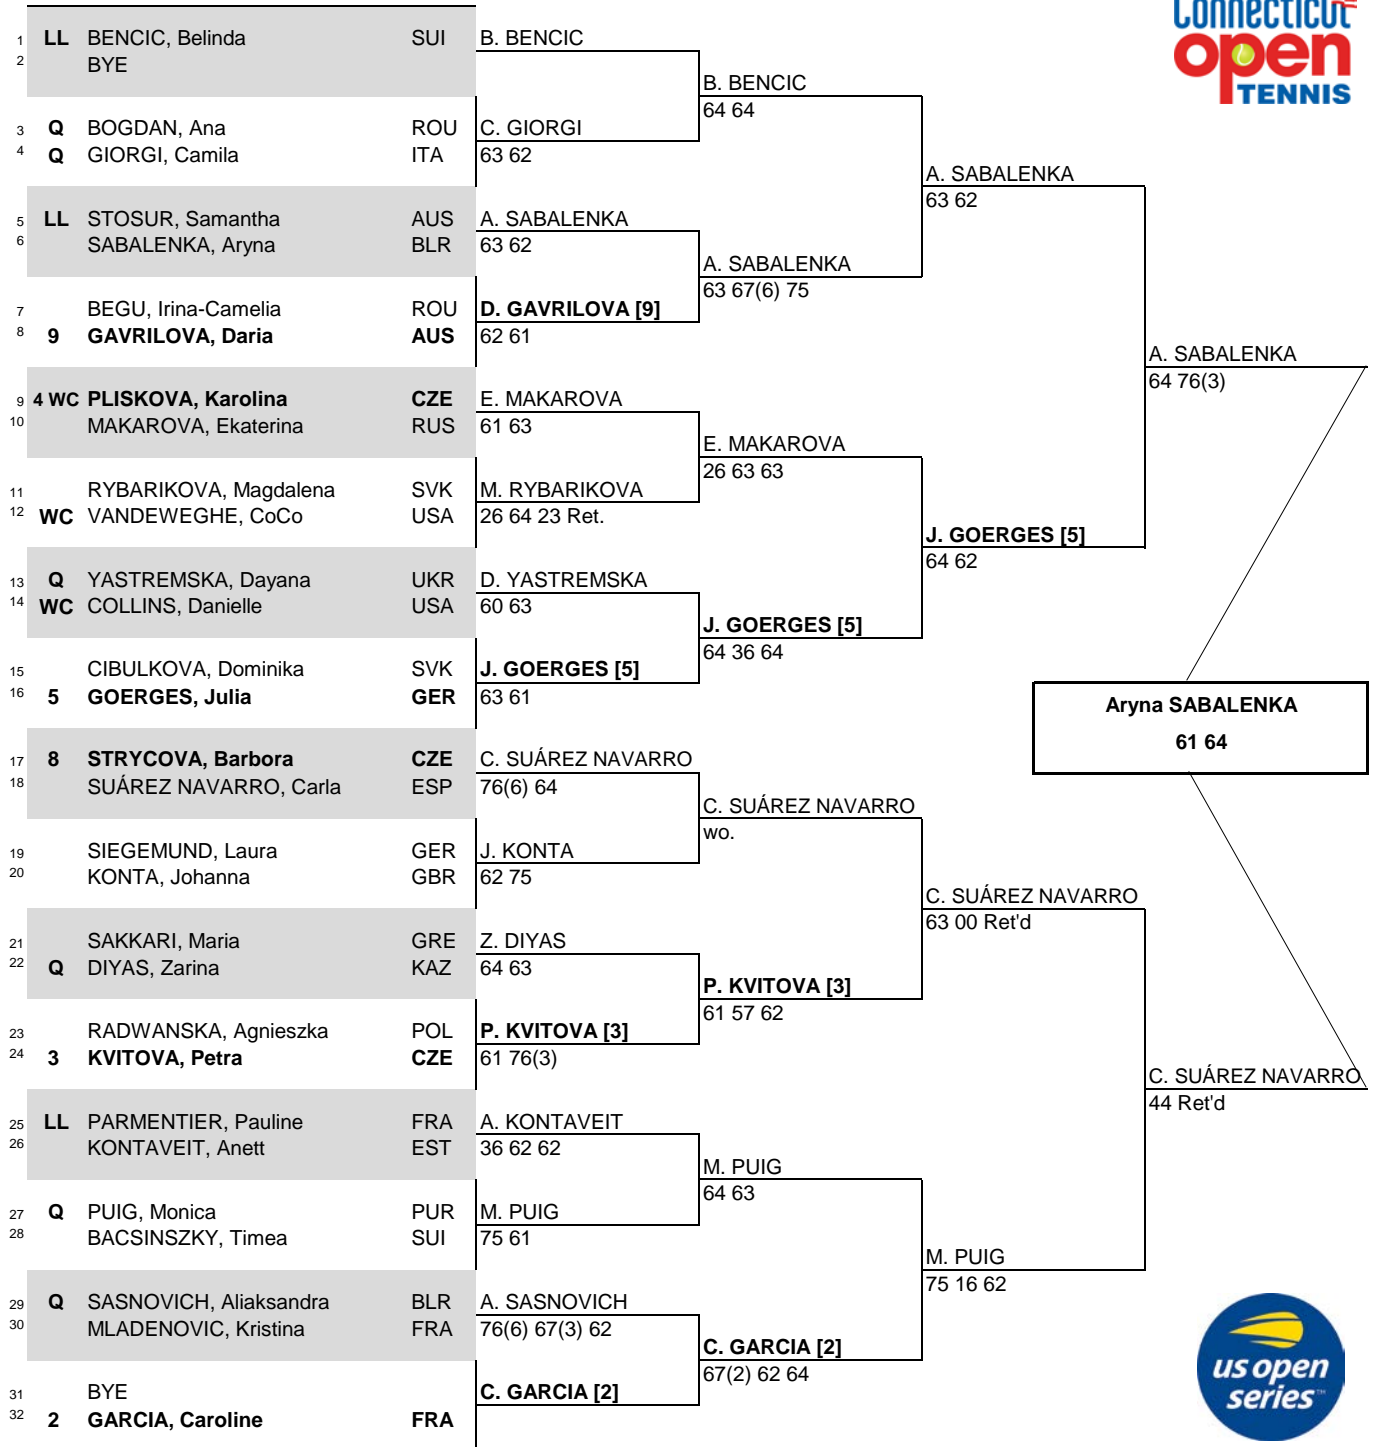 Connecticut
open
TENNIS
1 LL BENCIC, Belinda SUI
2 BYE
3 Q BOGDAN, Ana ROU
4 Q GIORGI, Camila ITA
5 LL STOSUR, Samantha AUS
6 SABALENKA, Aryna BLR
7 BEGU, Irina-Camelia ROU
8 9 GAVRILOVA, Daria AUS
9 4 WC PLISKOVA, Karolina CZE
10 MAKAROVA, Ekaterina RUS
11 RYBARIKOVA, Magdalena SVK
12 WC VANDEWEGHE, CoCo USA
13 Q YASTREMSKA, Dayana UKR
14 WC COLLINS, Danielle USA
15 CIBULKOVA, Dominika SVK
16 5 GOERGES, Julia GER
17 8 STRYCOVA, Barbora CZE
18 SUÁREZ NAVARRO, Carla ESP
19 SIEGEMUND, Laura GER
20 KONTA, Johanna GBR
21 SAKKARI, Maria GRE
22 Q DIYAS, Zarina KAZ
23 RADWANSKA, Agnieszka POL
24 3 KVITOVA, Petra CZE
25 LL PARMENTIER, Pauline FRA
26 KONTAVEIT, Anett EST
27 Q PUIG, Monica PUR
28 BACSINSZKY, Timea SUI
29 Q SASNOVICH, Aliaksandra BLR
30 MLADENOVIC, Kristina FRA
31 BYE
32 2 GARCIA, Caroline FRA
B. BENCIC
C. GIORGI
63 62
A. SABALENKA
63 62
D. GAVRILOVA [9]
62 61
E. MAKAROVA
61 63
M. RYBARIKOVA
26 64 23 Ret.
D. YASTREMSKA
60 63
J. GOERGES [5]
63 61
C. SUÁREZ NAVARRO
76(6) 64
J. KONTA
62 75
Z. DIYAS
64 63
P. KVITOVA [3]
61 76(3)
A. KONTAVEIT
36 62 62
M. PUIG
75 61
A. SASNOVICH
76(6) 67(3) 62
C. GARCIA [2]
B. BENCIC
64 64
A. SABALENKA
63 67(6) 75
E. MAKAROVA
26 63 63
J. GOERGES [5]
64 36 64
C. SUÁREZ NAVARRO
wo.
P. KVITOVA [3]
61 57 62
M. PUIG
64 63
C. GARCIA [2]
67(2) 62 64
A. SABALENKA
63 62
J. GOERGES [5]
64 62
C. SUÁREZ NAVARRO
63 00 Ret'd
M. PUIG
75 16 62
A. SABALENKA
64 76(3)
C. SUÁREZ NAVARRO
44 Ret'd
Aryna SABALENKA
61 64
us open
series™